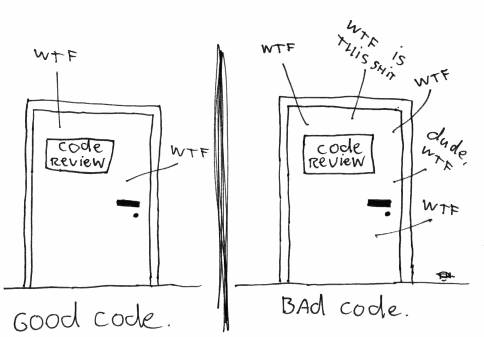 WTF
code
REVIEW
WTF
GOOD code.
WTF
WTF is
THIS SHIT
WTF
code
REVIEW
dude,
WTF
WTF
BAd code.